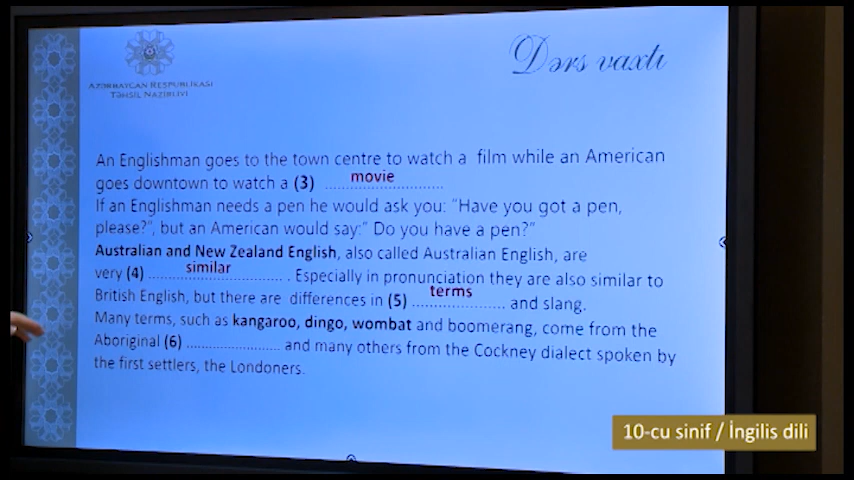 Dərs vaxtı
AZƏRBAYCAN RESPUBLİKASI
TƏHSİL NAZİRLİYİ
An Englishman goes to the town centre to watch a film while an American
goes downtown to watch a (3) movie
If an Englishman needs a pen he would ask you: “Have you got a pen,
please?”, but an American would say:“ Do you have a pen?”
Australian and New Zealand English, also called Australian English, are
very (4) similar . Especially in pronunciation they are also similar to
British English, but there are differences in (5) terms and slang.
Many terms, such as kangaroo, dingo, wombat and boomerang, come from the
Aboriginal (6) .............................. and many others from the Cockney dialect spoken by
the first settlers, the Londoners.
10-cu sinif / İngilis dili